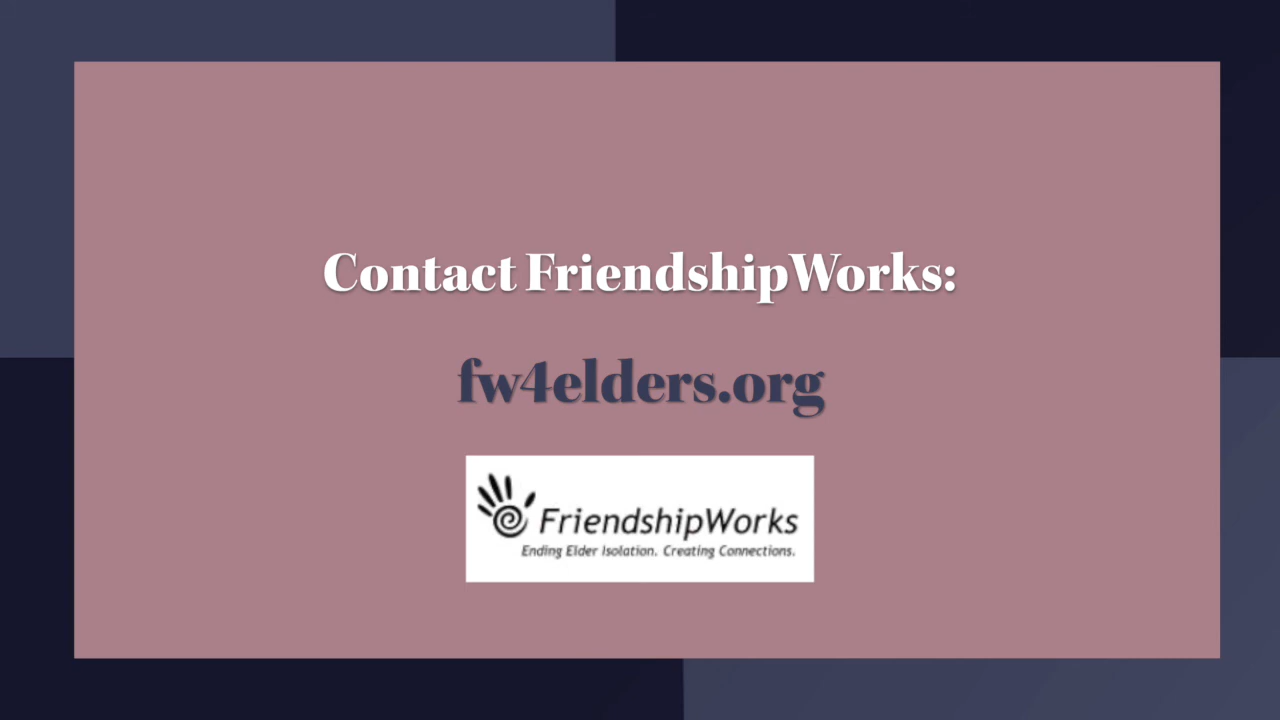 Contact FriendshipWorks:
fw4elders.org
FriendshipWorks
Ending Elder Isolation. Creating Connections.